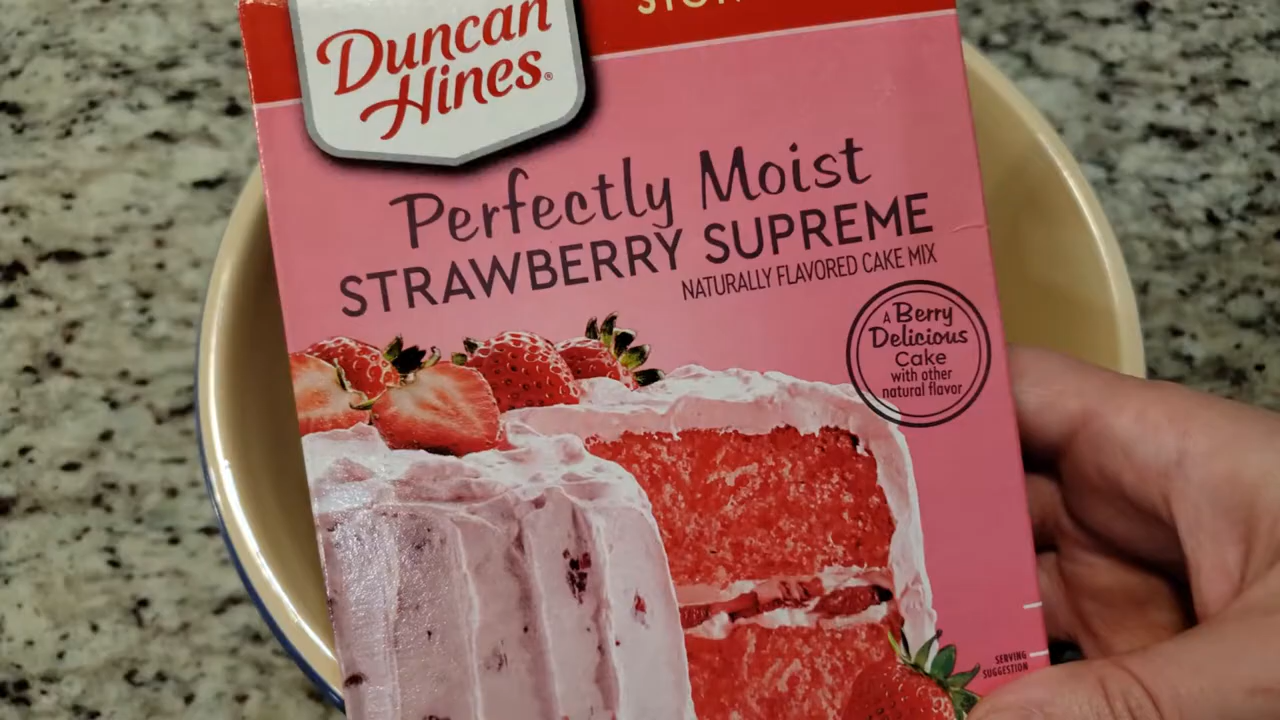 Duncan
Hines®
Perfectly Moist
STRAWBERRY SUPREME
NATURALLY FLAVORED CAKE MIX
A Berry
Delicious
Cake
with other
natural flavor
SERVING
SUGGESTION